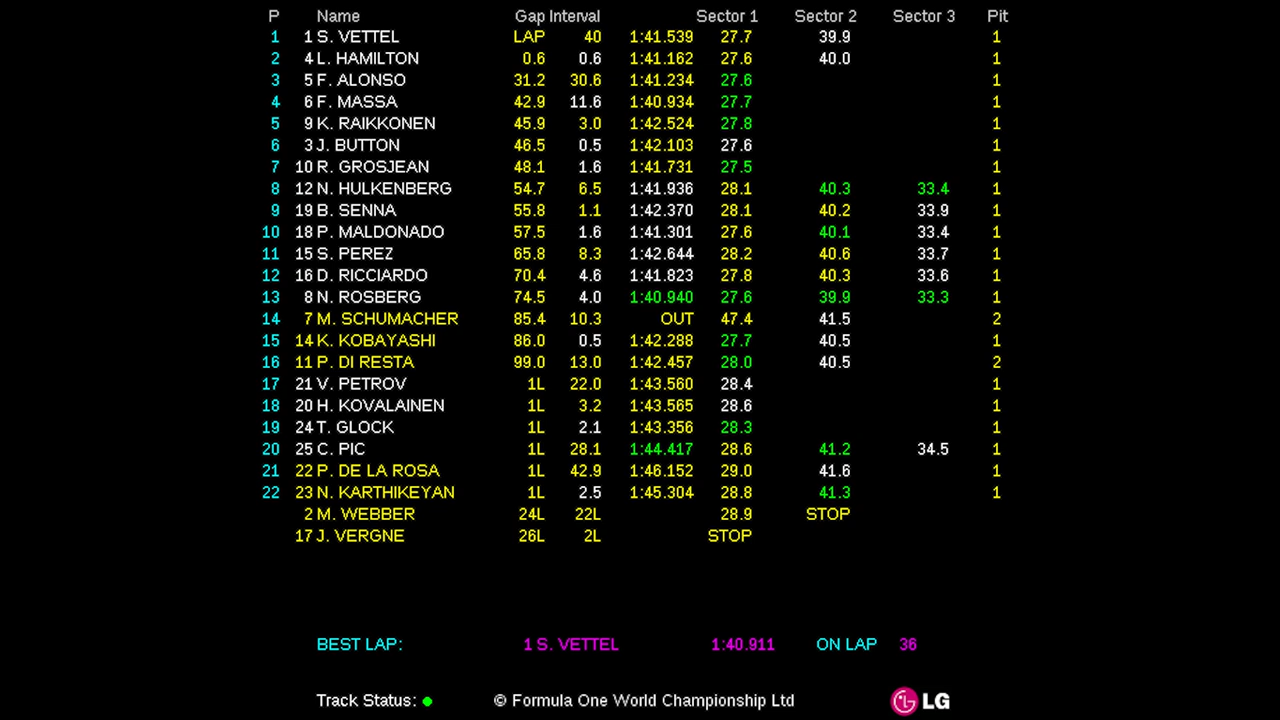 P Name Gap Interval Sector 1 Sector 2 Sector 3 Pit
1 1 S. VETTEL LAP 40 1:41.539 27.7 39.9 1
2 4 L. HAMILTON 0.6 0.6 1:41.162 27.6 40.0 1
3 5 F. ALONSO 31.2 30.6 1:41.234 27.6 1
4 6 F. MASSA 42.9 11.6 1:40.934 27.7 1
5 9 K. RAIKKONEN 45.9 3.0 1:42.524 27.8 1
6 3 J. BUTTON 46.5 0.5 1:42.103 27.6 1
7 10 R. GROSJEAN 48.1 1.6 1:41.731 27.5 1
8 12 N. HULKENBERG 54.7 6.5 1:41.936 28.1 40.3 33.4 1
9 19 B. SENNA 55.8 1.1 1:42.370 28.1 40.2 33.9 1
10 18 P. MALDONADO 57.5 1.6 1:41.301 27.6 40.1 33.4 1
11 15 S. PEREZ 65.8 8.3 1:42.644 28.2 40.6 33.7 1
12 16 D. RICCIARDO 70.4 4.6 1:41.823 27.8 40.3 33.6 1
13 8 N. ROSBERG 74.5 4.0 1:40.940 27.6 39.9 33.3 1
14 7 M. SCHUMACHER 85.4 10.3 OUT 47.4 41.5 2
15 14 K. KOBAYASHI 86.0 0.5 1:42.288 27.7 40.5 1
16 11 P. DI RESTA 99.0 13.0 1:42.457 28.0 40.5 2
17 21 V. PETROV 1L 22.0 1:43.560 28.4 1
18 20 H. KOVALAINEN 1L 3.2 1:43.565 28.6 1
19 24 T. GLOCK 1L 2.1 1:43.356 28.3 1
20 25 C. PIC 1L 28.1 1:44.417 28.6 41.2 34.5 1
21 22 P. DE LA ROSA 1L 42.9 1:46.152 29.0 41.6 1
22 23 N. KARTHIKEYAN 1L 2.5 1:45.304 28.8 41.3 1
2 M. WEBBER 24L 22L 28.9 STOP
17 J. VERGNE 26L 2L STOP
BEST LAP: 1 S. VETTEL 1:40.911 ON LAP 36
Track Status: © Formula One World Championship Ltd LG